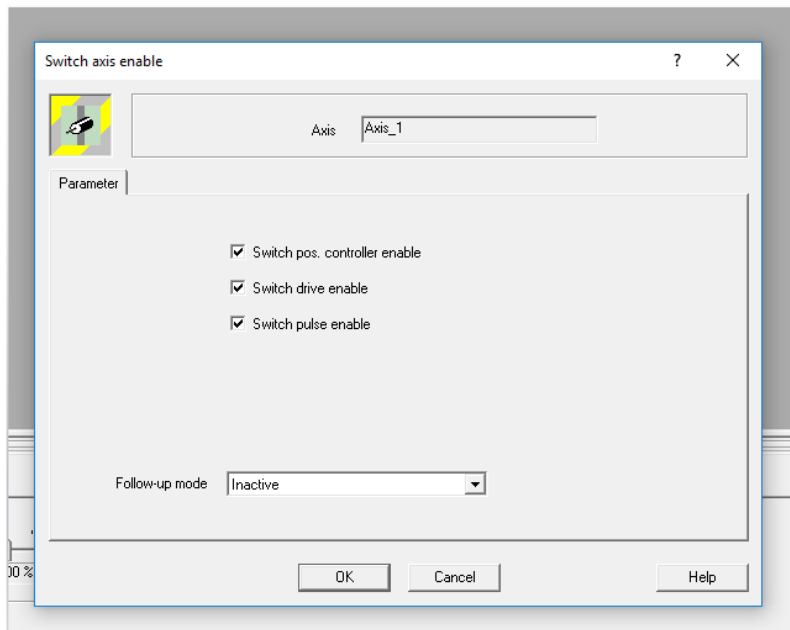 Switch axis enable
Axis
Axis_1
Parameter
Switch pos. controller enable
Switch drive enable
Switch pulse enable
Follow-up mode
Inactive
OK
Cancel
Help